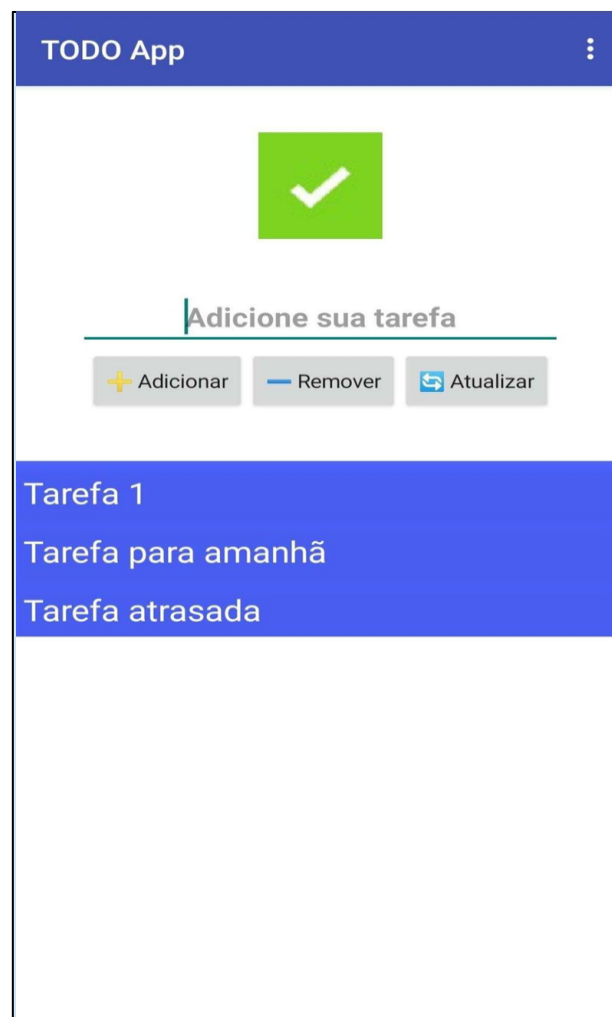 TODO App
Adicione sua tarefa
Adicionar Remover Atualizar
Tarefa 1
Tarefa para amanhã
Tarefa atrasada